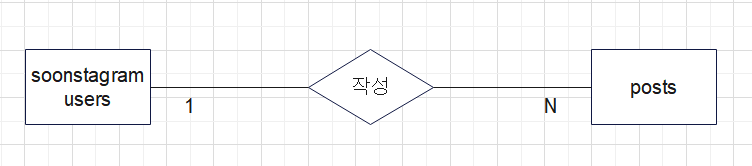 soonstagram
users
1
작성
N
posts